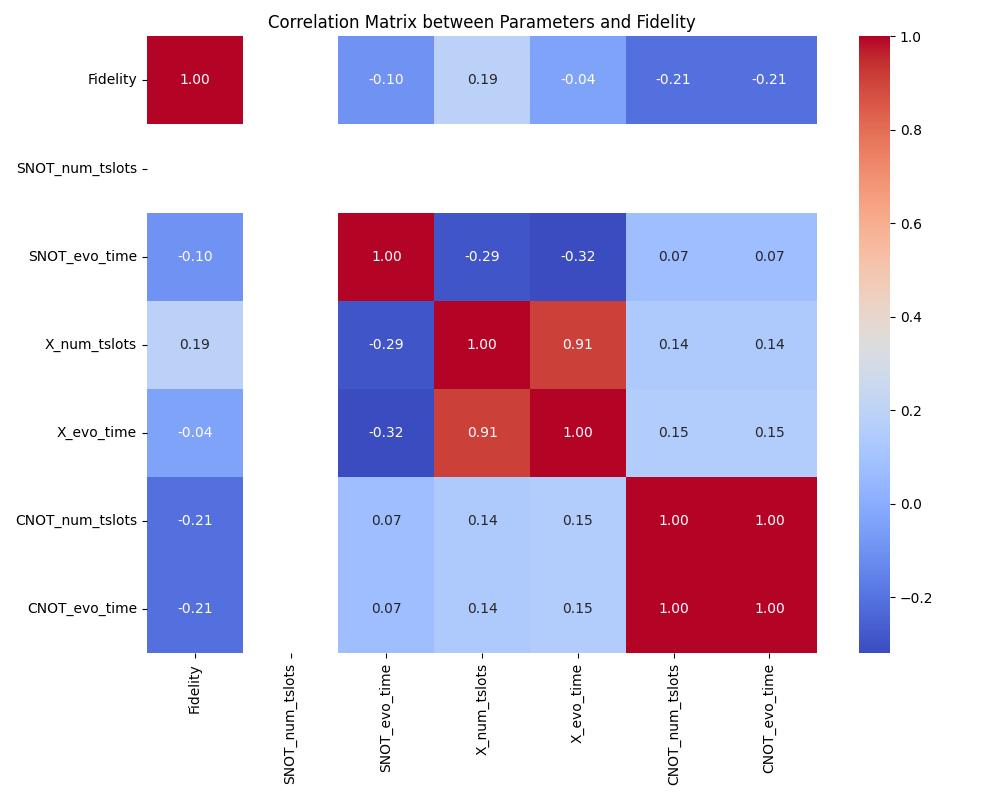 Correlation Matrix between Parameters and Fidelity
Fidelity
1.00 -0.10 0.19 -0.04 -0.21 -0.21
SNOT_num_tslots
SNOT_evo_time
-0.10 1.00 -0.29 -0.32 0.07 0.07
X_num_tslots
0.19 -0.29 1.00 0.91 0.14 0.14
X_evo_time
-0.04 -0.32 0.91 1.00 0.15 0.15
CNOT_num_tslots
-0.21 0.07 0.14 0.15 1.00 1.00
CNOT_evo_time
-0.21 0.07 0.14 0.15 1.00 1.00
Fidelity
SNOT_num_tslots
SNOT_evo_time
X_num_tslots
X_evo_time
CNOT_num_tslots
CNOT_evo_time
1.0
0.8
0.6
0.4
0.2
0.0
−0.2